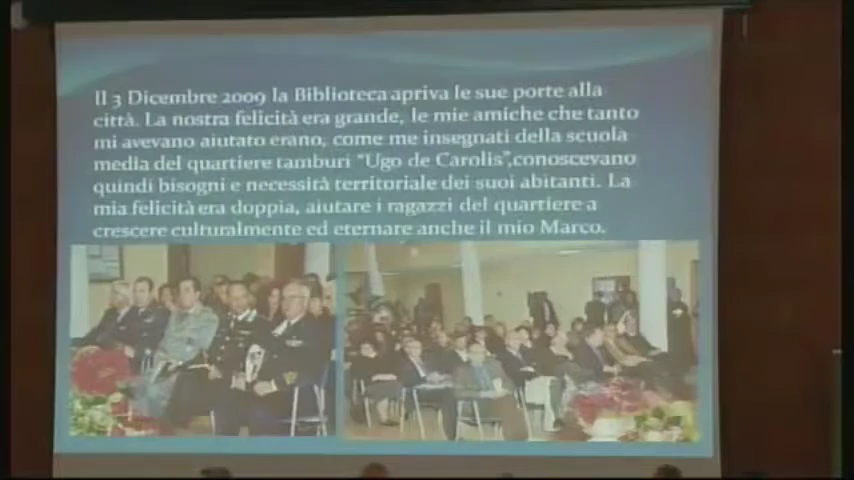 Il 3 Dicembre 2009 la Biblioteca apriva le sue porte alla
città. La nostra felicità era grande, le mie amiche che tanto
mi avevano aiutato erano, come me insegnati della scuola
media del quartiere tamburi "Ugo de Carolis",conoscevano
quindi bisogni e necessità territoriale dei suoi abitanti. La
mia felicità era doppia, aiutare i ragazzi del quartiere a
crescere culturalmente ed eternare anche il mio Marco.